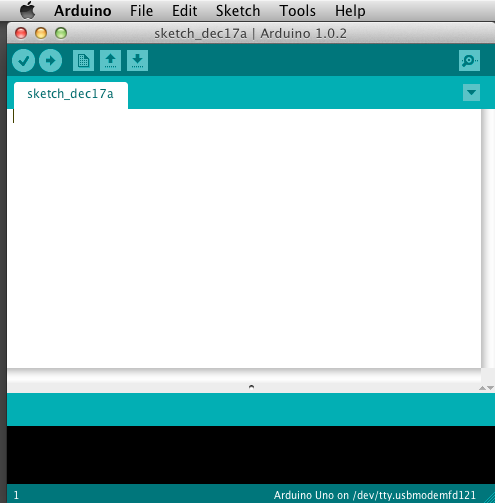 Arduino File Edit Sketch Tools Help
sketch_dec17a | Arduino 1.0.2
sketch_dec17a
1 Arduino Uno on /dev/tty.usbmodemfd121